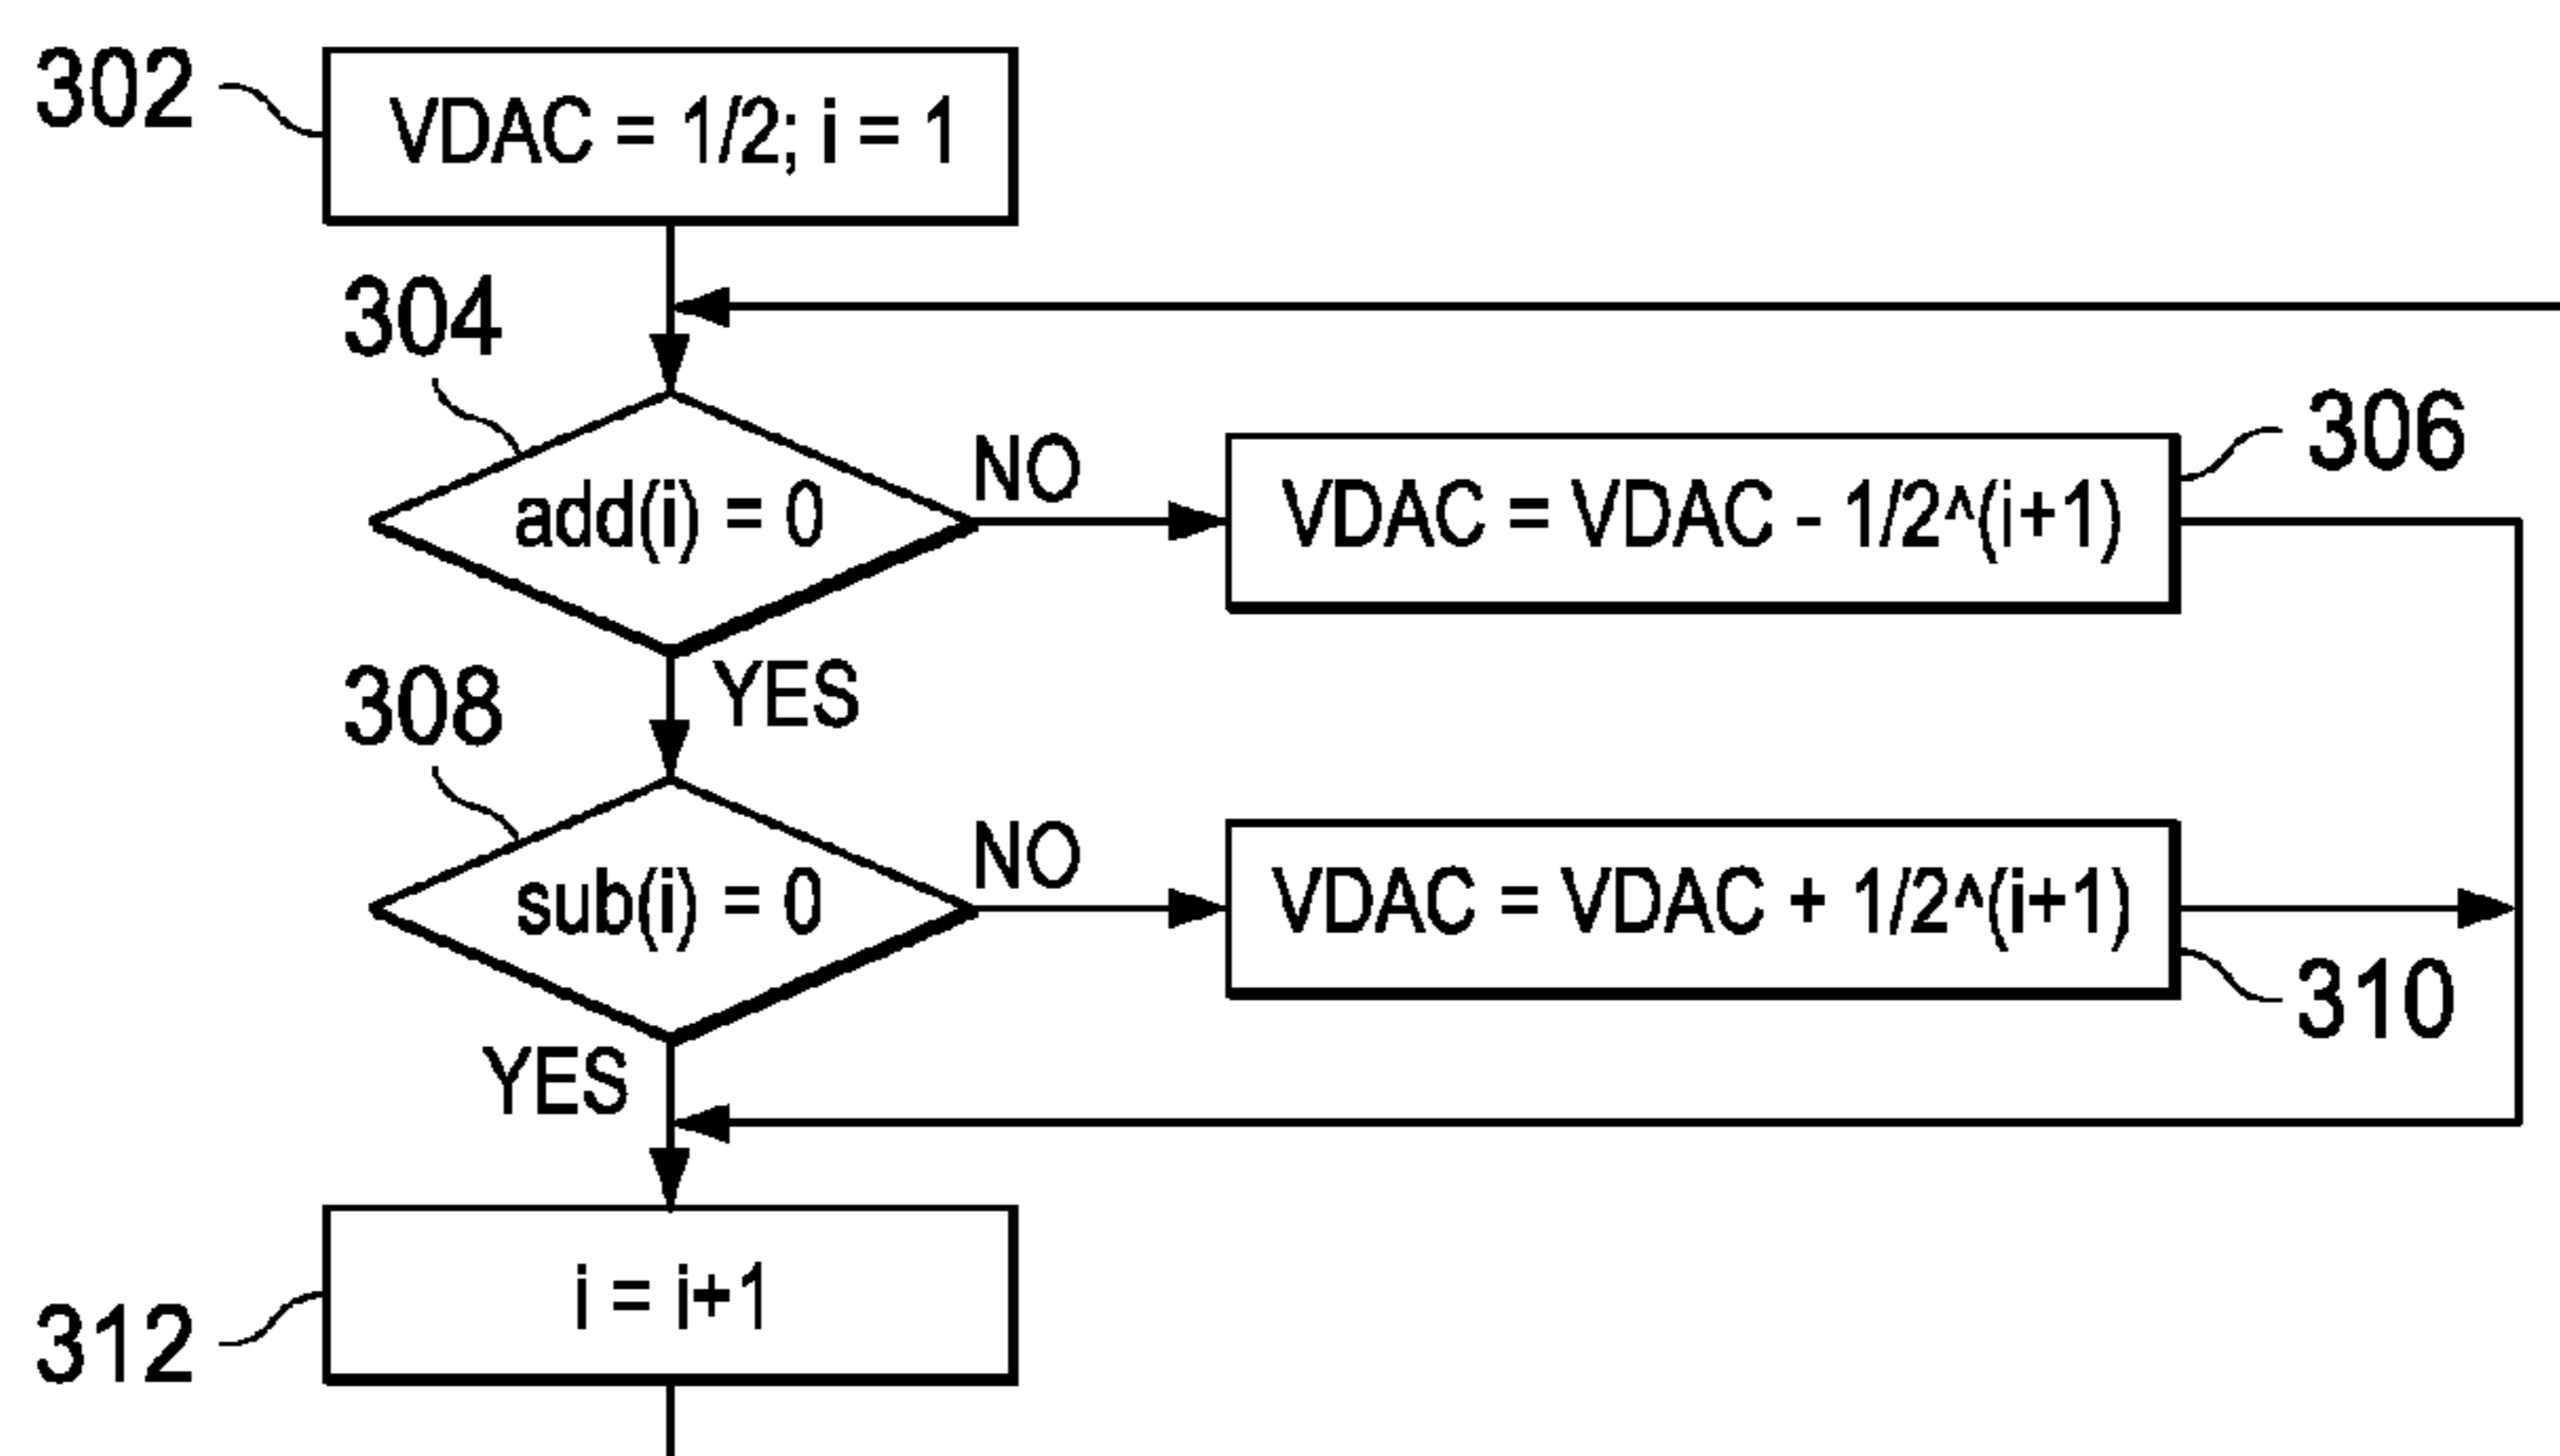 302
VDAC = 1/2; i = 1
304
add(i) = 0
NO
VDAC = VDAC - 1/2^(i+1)
306
YES
308
sub(i) = 0
NO
VDAC = VDAC + 1/2^(i+1)
310
YES
i = i+1
312